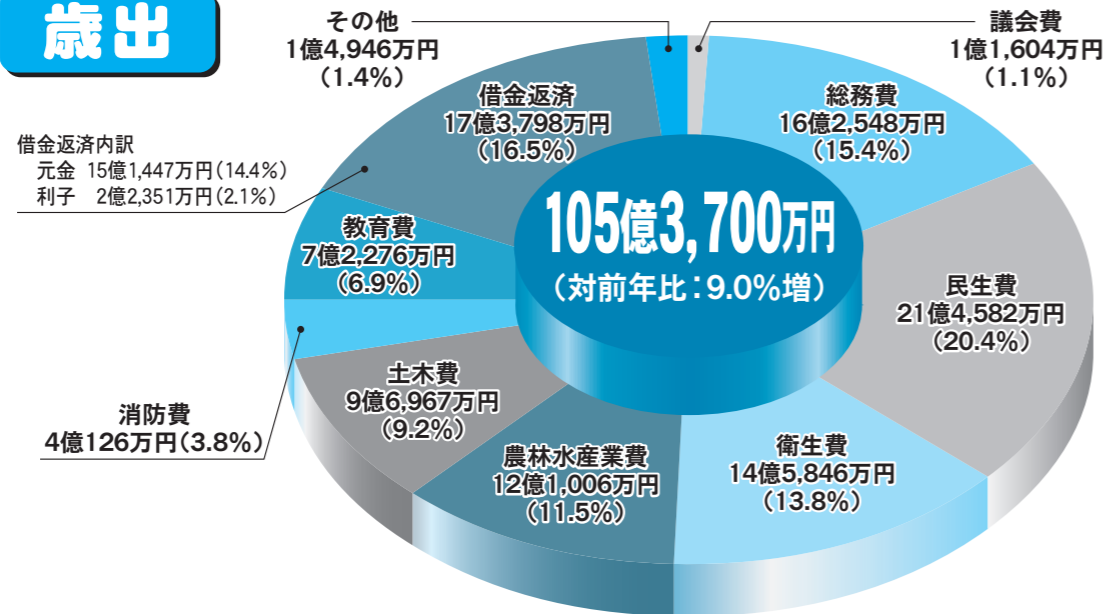 歳出
その他
1億4,946万円
(1.4%)
議会費
1億1,604万円
(1.1%)
借金返済
17億3,798万円
(16.5%)
総務費
16億2,548万円
(15.4%)
借金返済内訳
元金 15億1,447万円(14.4%)
利子 2億2,351万円(2.1%)
105億3,700万円
(対前年比:9.0%増)
教育費
7億2,276万円
(6.9%)
民生費
21億4,582万円
(20.4%)
土木費
9億6,967万円
(9.2%)
消防費
4億126万円(3.8%)
農林水産業費
12億1,006万円
(11.5%)
衛生費
14億5,846万円
(13.8%)